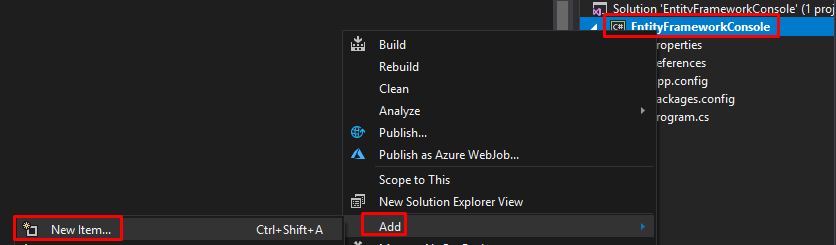 Solution 'EntityFrameworkConsole' (1 proj
C# EntityFrameworkConsole
Build
roperties
Rebuild
eferences
Clean
pp.config
Analyze
ackages.config
Publish...
rogram.cs
Publish as Azure WebJob...
Scope to This
New Solution Explorer View
New Item... Ctrl+Shift+A
Add